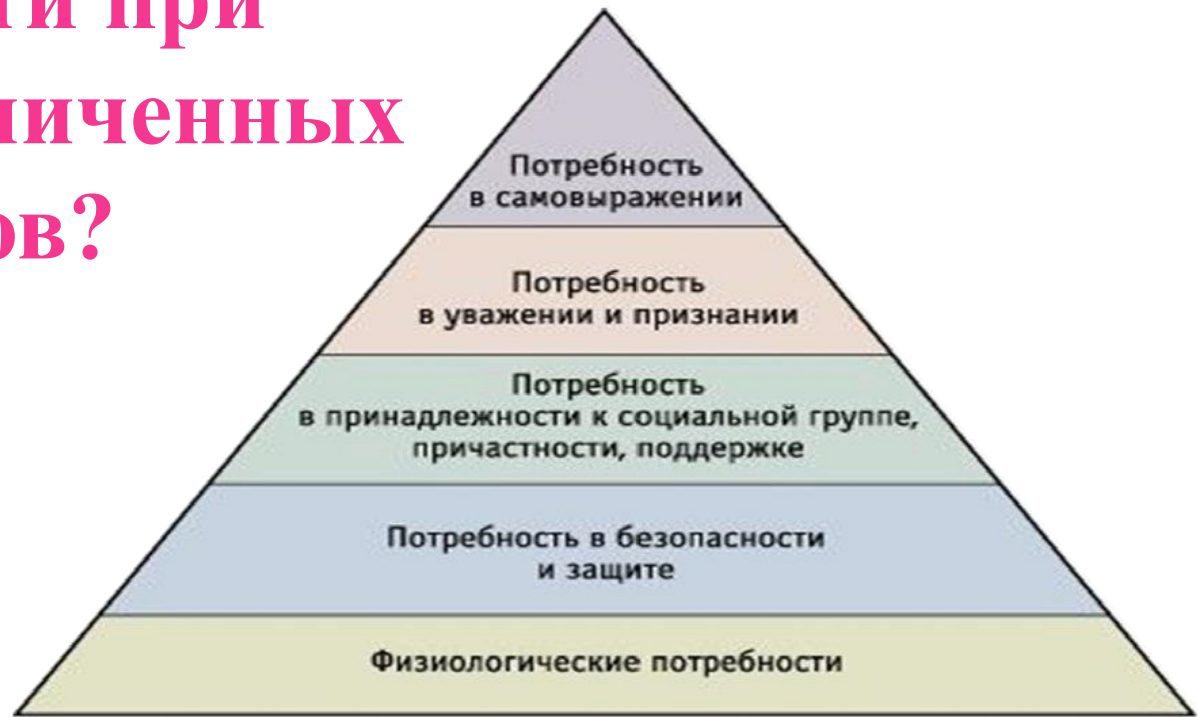 ти при
иченных
ов?
Потребность
в самовыражении
Потребность
в уважении и признании
Потребность
в принадлежности к социальной группе,
причастности, поддержке
Потребность в безопасности
и защите
Физиологические потребности